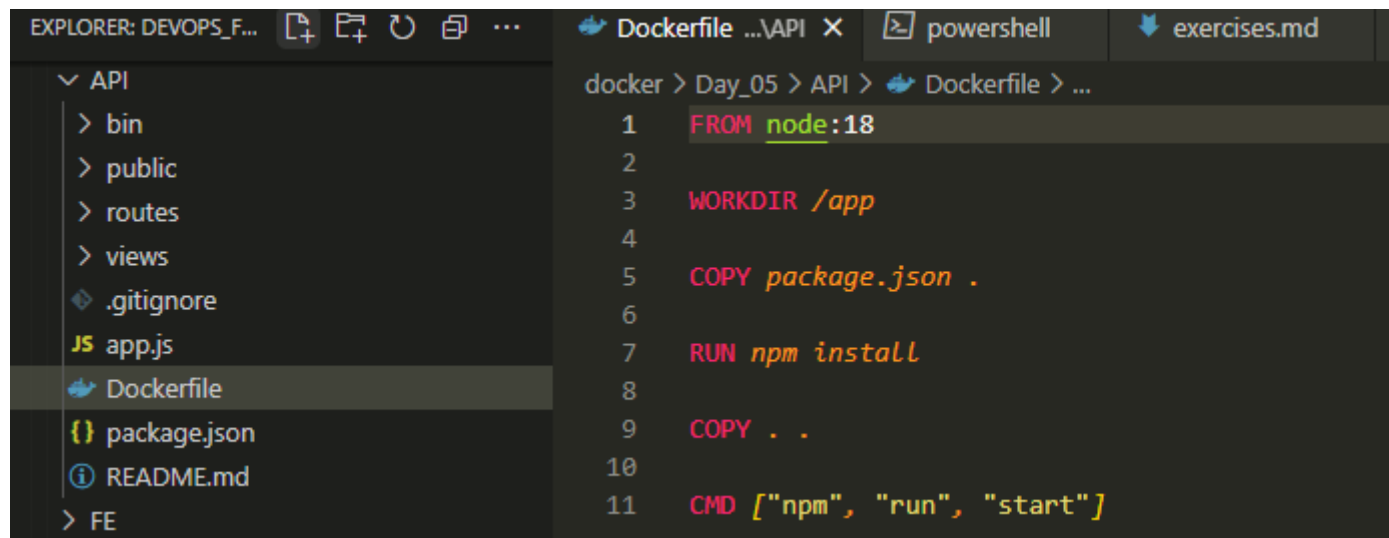 EXPLORER: DEVOPS_F...
API
bin
public
routes
views
.gitignore
JS app.js
Dockerfile
{} package.json
README.md
FE
Dockerfile ...\API
powershell
exercises.md
docker > Day_05 > API > Dockerfile > ...
1 FROM node:18
2
3 WORKDIR /app
4
5 COPY package.json .
6
7 RUN npm install
8
9 COPY . .
10
11 CMD ["npm", "run", "start"]